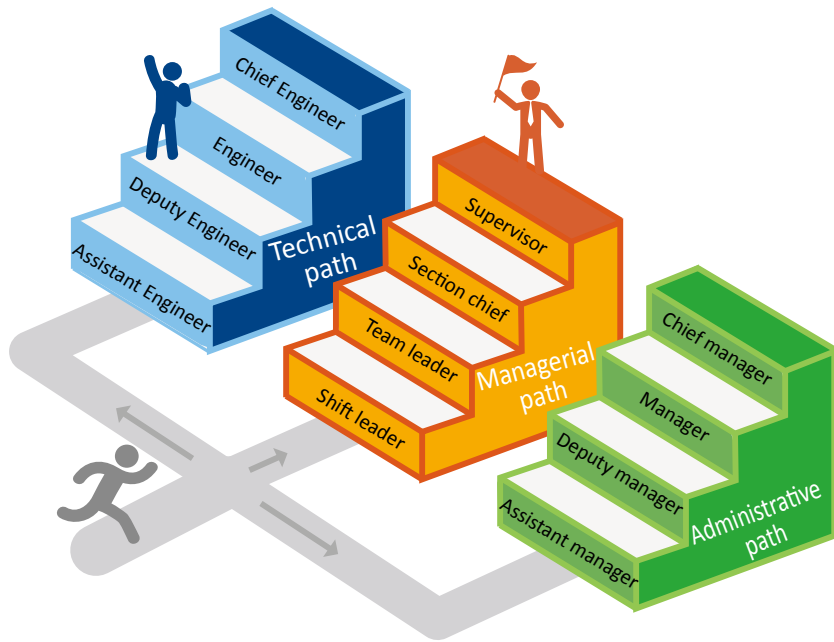 Chief Engineer
Engineer
Deputy Engineer
Assistant Engineer
Technical
path
Supervisor
Section chief
Team leader
Shift leader
Managerial
path
Chief manager
Manager
Deputy manager
Assistant manager
Administrative
path